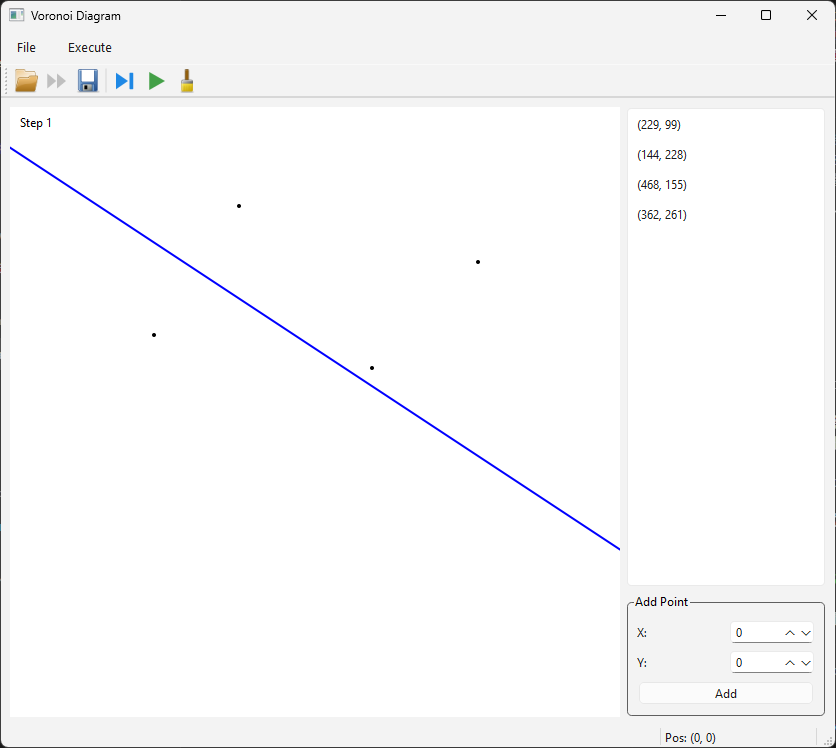 Voronoi Diagram
File Execute
Step 1
(229, 99)
(144, 228)
(468, 155)
(362, 261)
Add Point
X: 0
Y: 0
Add
Pos: (0, 0)